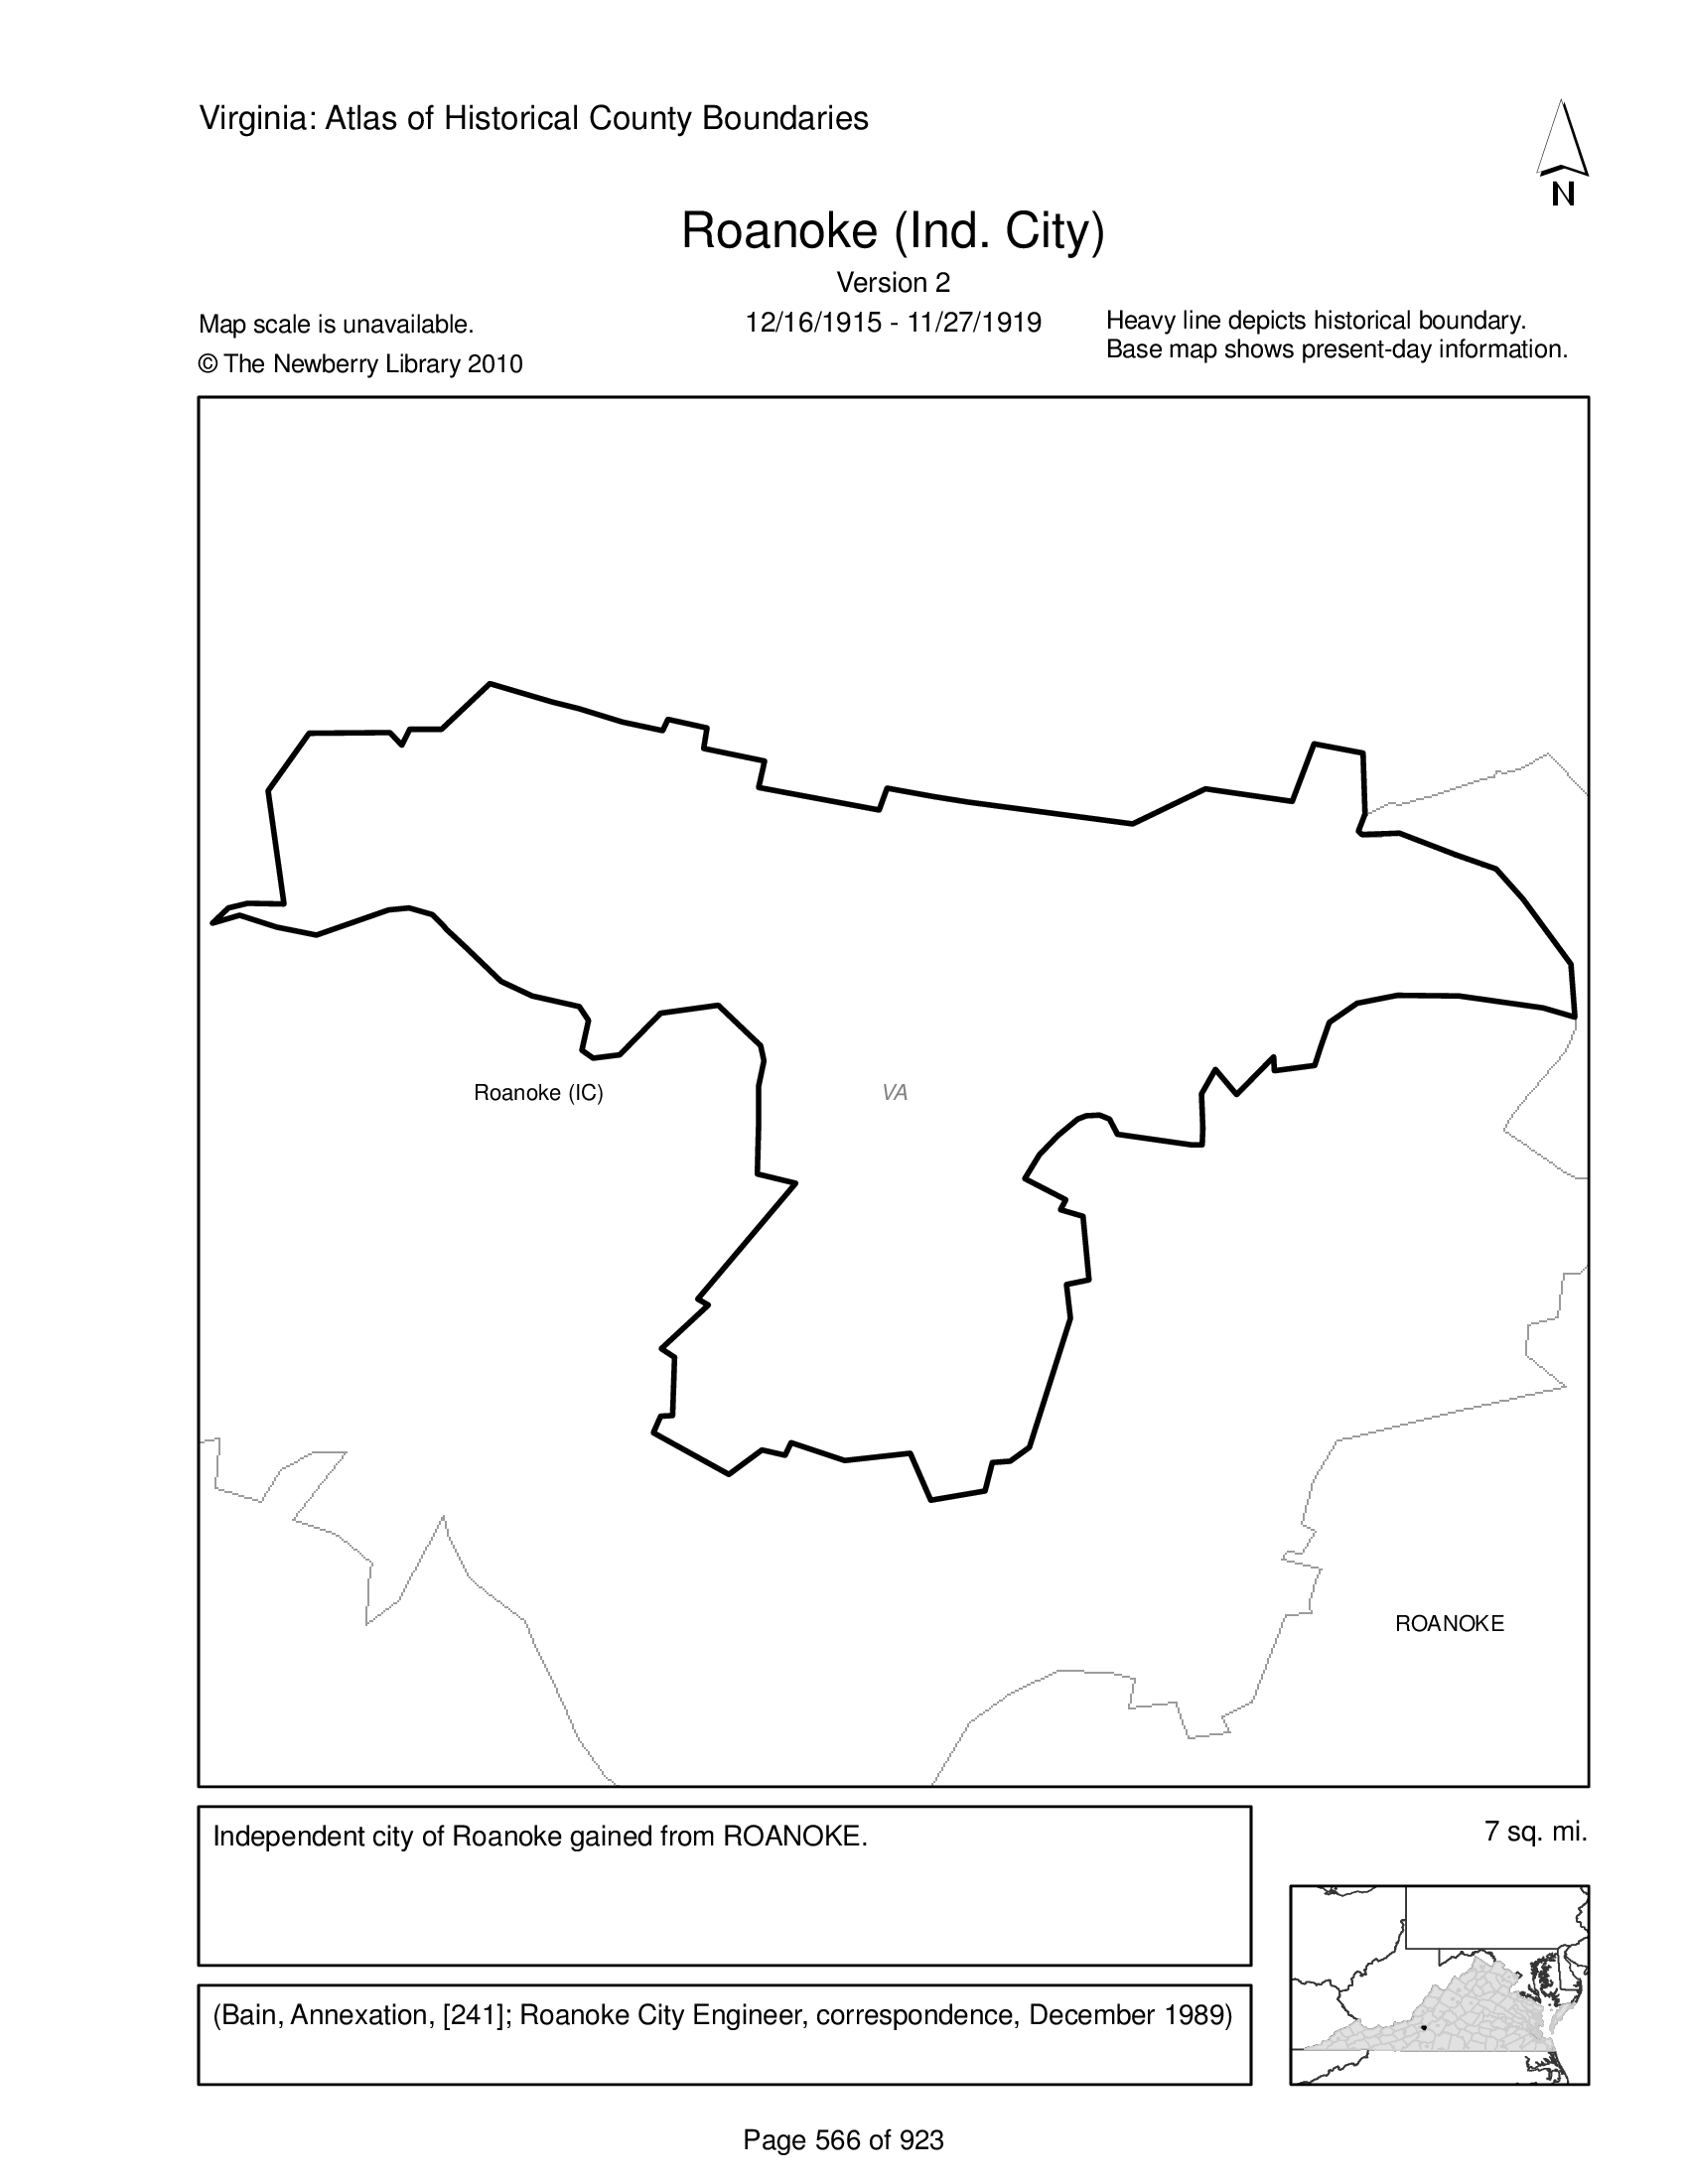 Virginia: Atlas of Historical County Boundaries
N
Roanoke (Ind. City)
Version 2
Map scale is unavailable.
12/16/1915 - 11/27/1919
Heavy line depicts historical boundary.
© The Newberry Library 2010
Base map shows present-day information.
Roanoke (IC)
VA
ROANOKE
Independent city of Roanoke gained from ROANOKE.
7 sq. mi.
(Bain, Annexation, [241]; Roanoke City Engineer, correspondence, December 1989)
Page 566 of 923